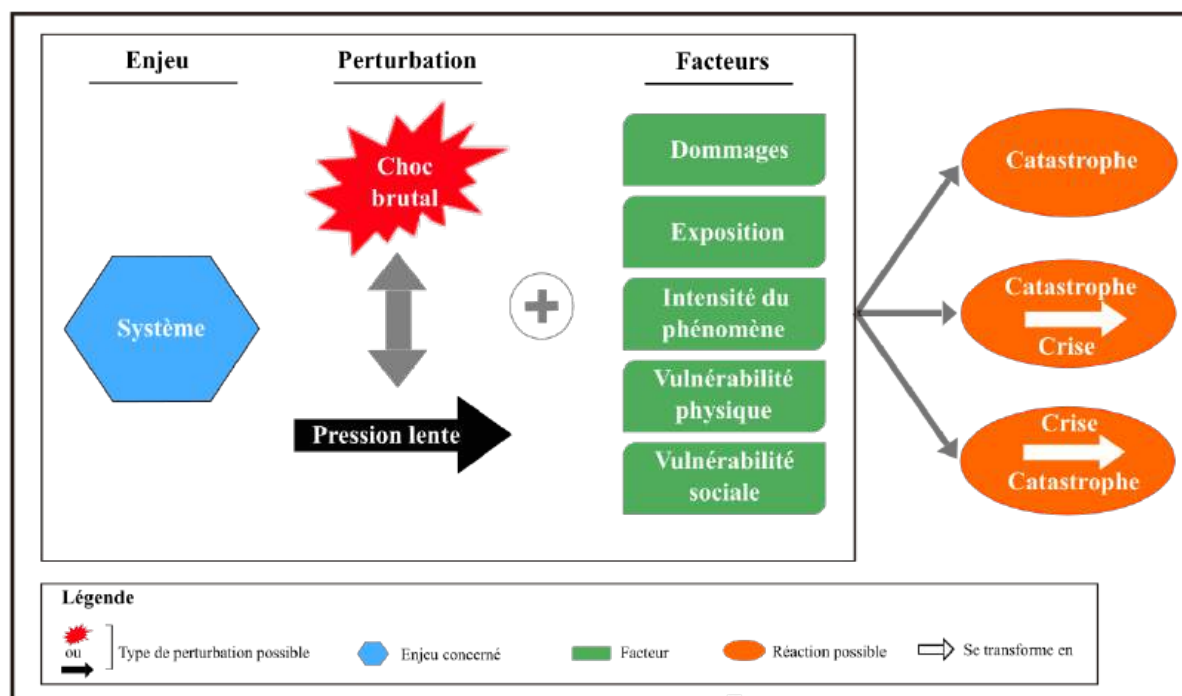 Enjeu
Perturbation
Facteurs
Choc
brutal
Système
Pression lente
Dommages
Exposition
Intensité du
phénomène
Vulnérabilité
physique
Vulnérabilité
sociale
Catastrophe
Catastrophe
Crise
Crise
Catastrophe
Légende
ou
Type de perturbation possible
Enjeu concerné
Facteur
Réaction possible
Se transforme en